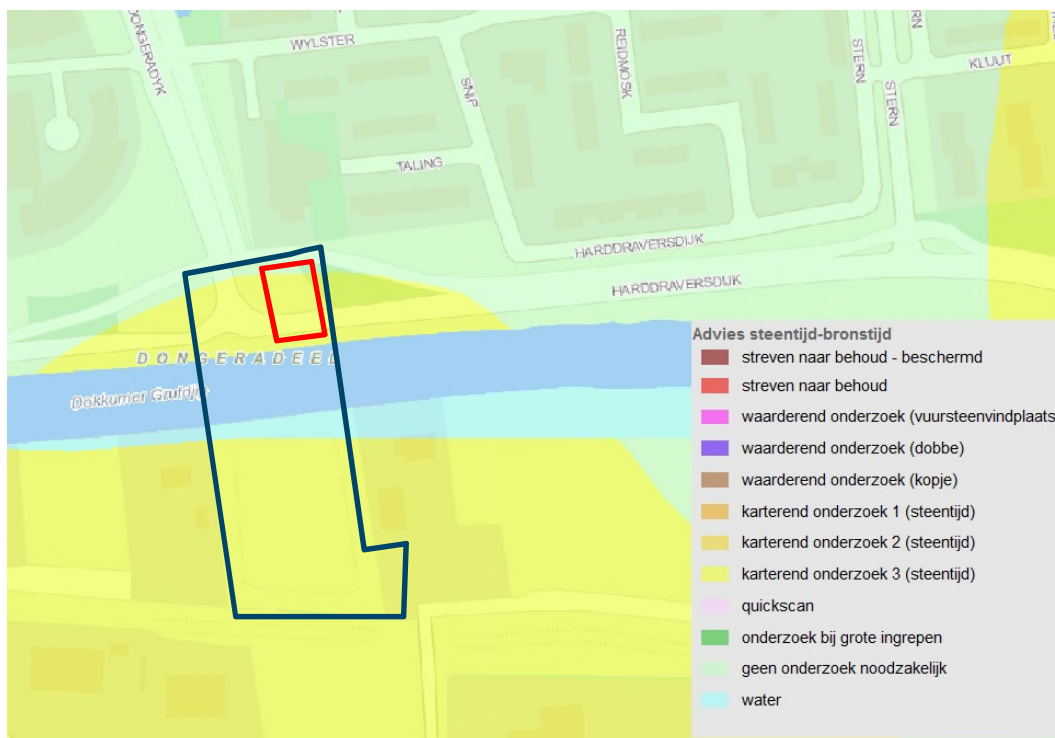 DONGERADYK
WYLSTER
SNIP
REIDMOSK
STERN
STERN
KLUUT
TALING
HARDDRAVERSDIJK
HARDDRAVERSDIJK
DONGERADEEL
Dokkumer
Advies steentijd-bronstijd
streven naar behoud - beschermd
streven naar behoud
waarderend onderzoek (vuursteenvindplaats
waarderend onderzoek (dobbe)
waarderend onderzoek (kopje)
karterend onderzoek 1 (steentijd)
karterend onderzoek 2 (steentijd)
karterend onderzoek 3 (steentijd)
quickscan
onderzoek bij grote ingrepen
geen onderzoek noodzakelijk
water